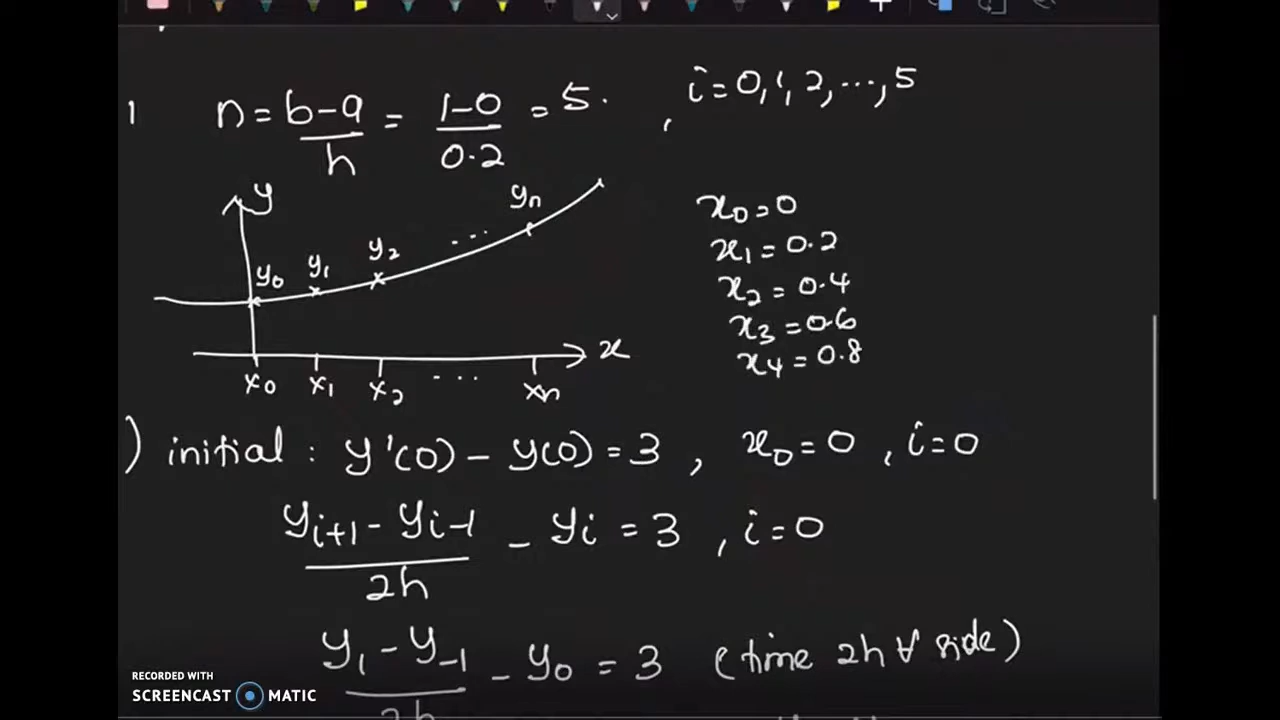 1 n = b-a/h = 1-0/0.2 = 5. , i = 0, 1, 2, ..., 5
y
y0 y1 y2 ... yn
x
x0 x1 x2 ... xn
x0 = 0
x1 = 0.2
x2 = 0.4
x3 = 0.6
x4 = 0.8
) initial : y'(0) - y(0) = 3 , x0 = 0 , i = 0
yi+1 - yi-1 / 2h - yi = 3 , i = 0
y1 - y-1 / 2h - y0 = 3 (time 2h ∀ side)
RECORDED WITH
SCREENCAST MATIC